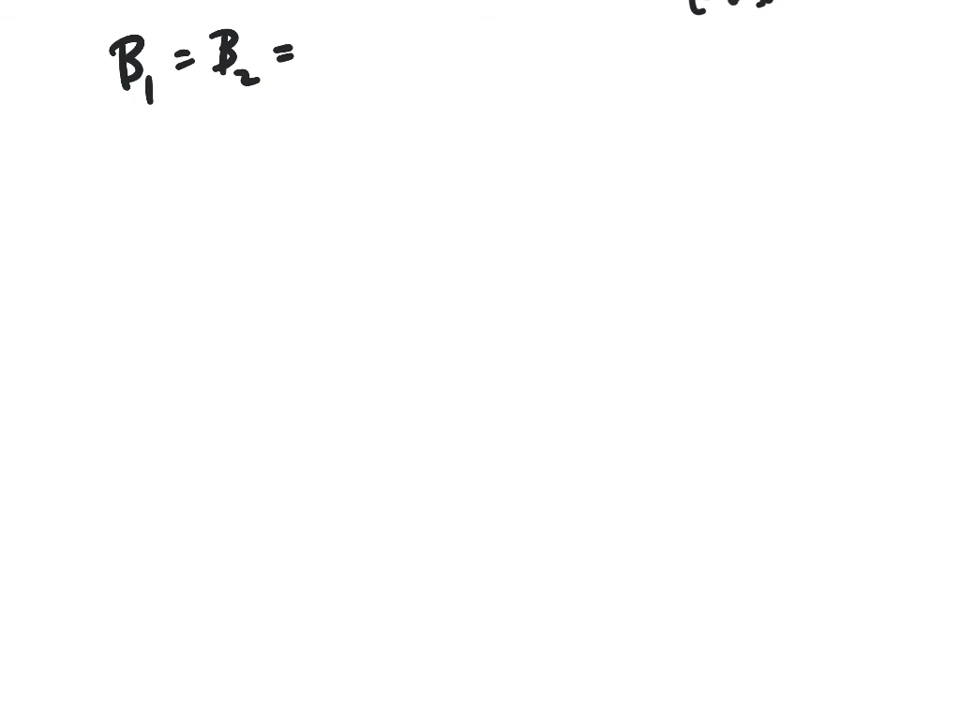 B₁ = B₂ =